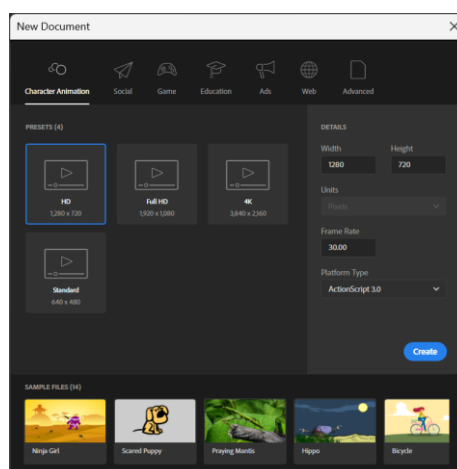 New Document
Character Animation Social Game Education Ads Web Advanced
PRESETS (4)
HD
1,280 x 720
Full HD
1,920 x 1,080
4K
3,840 x 2,160
Standard
640 x 480
DETAILS
Width Height
1280 720
Units
Pixels
Frame Rate
30.00
Platform Type
ActionScript 3.0
Create
SAMPLE FILES (14)
Ninja Girl Scared Puppy Praying Mantis Hippo Bicycle